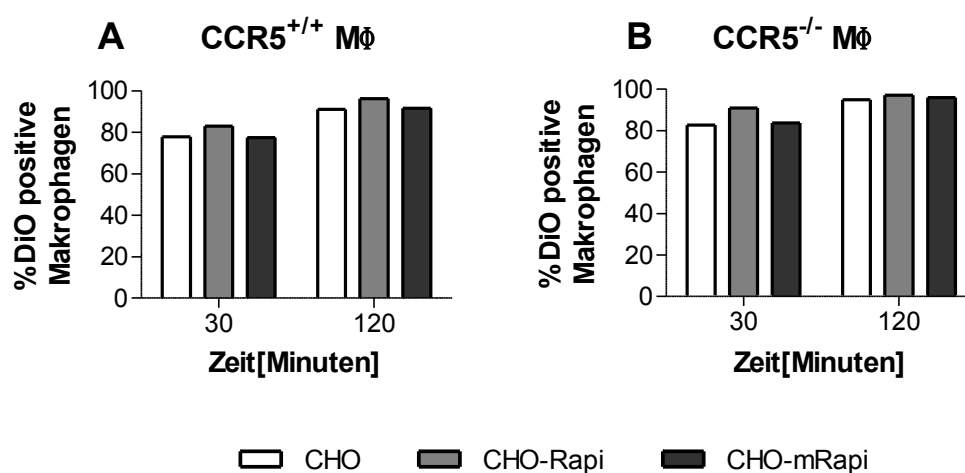 A CCR5+/+ MΦ
%DiO positive
Makrophagen
100
80
60
40
20
0
30 120
Zeit[Minuten]
B CCR5-/- MΦ
%DiO positive
Makrophagen
100
80
60
40
20
0
30 120
Zeit[Minuten]
CHO CHO-Rapi CHO-mRapi